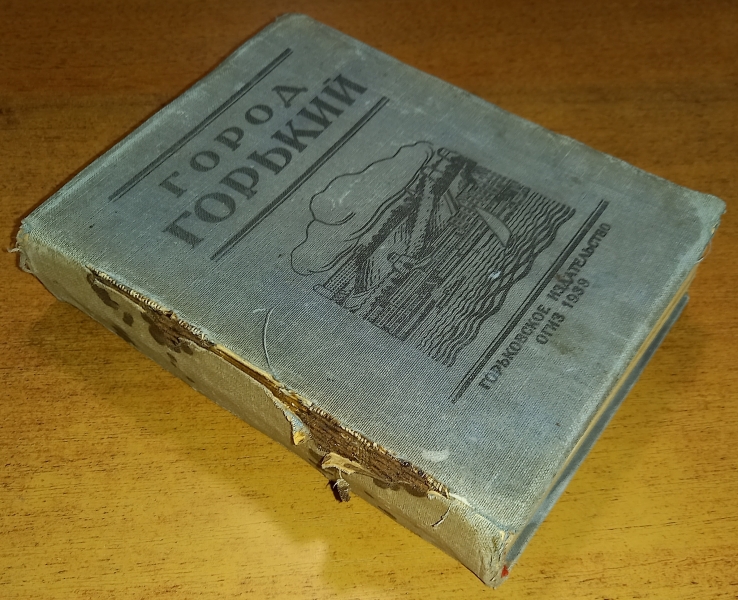 ГОРОД
ГОРЬКИЙ
ГОРЬКОВСКОЕ ИЗДАТЕЛЬСТВО
ОГИЗ 1939